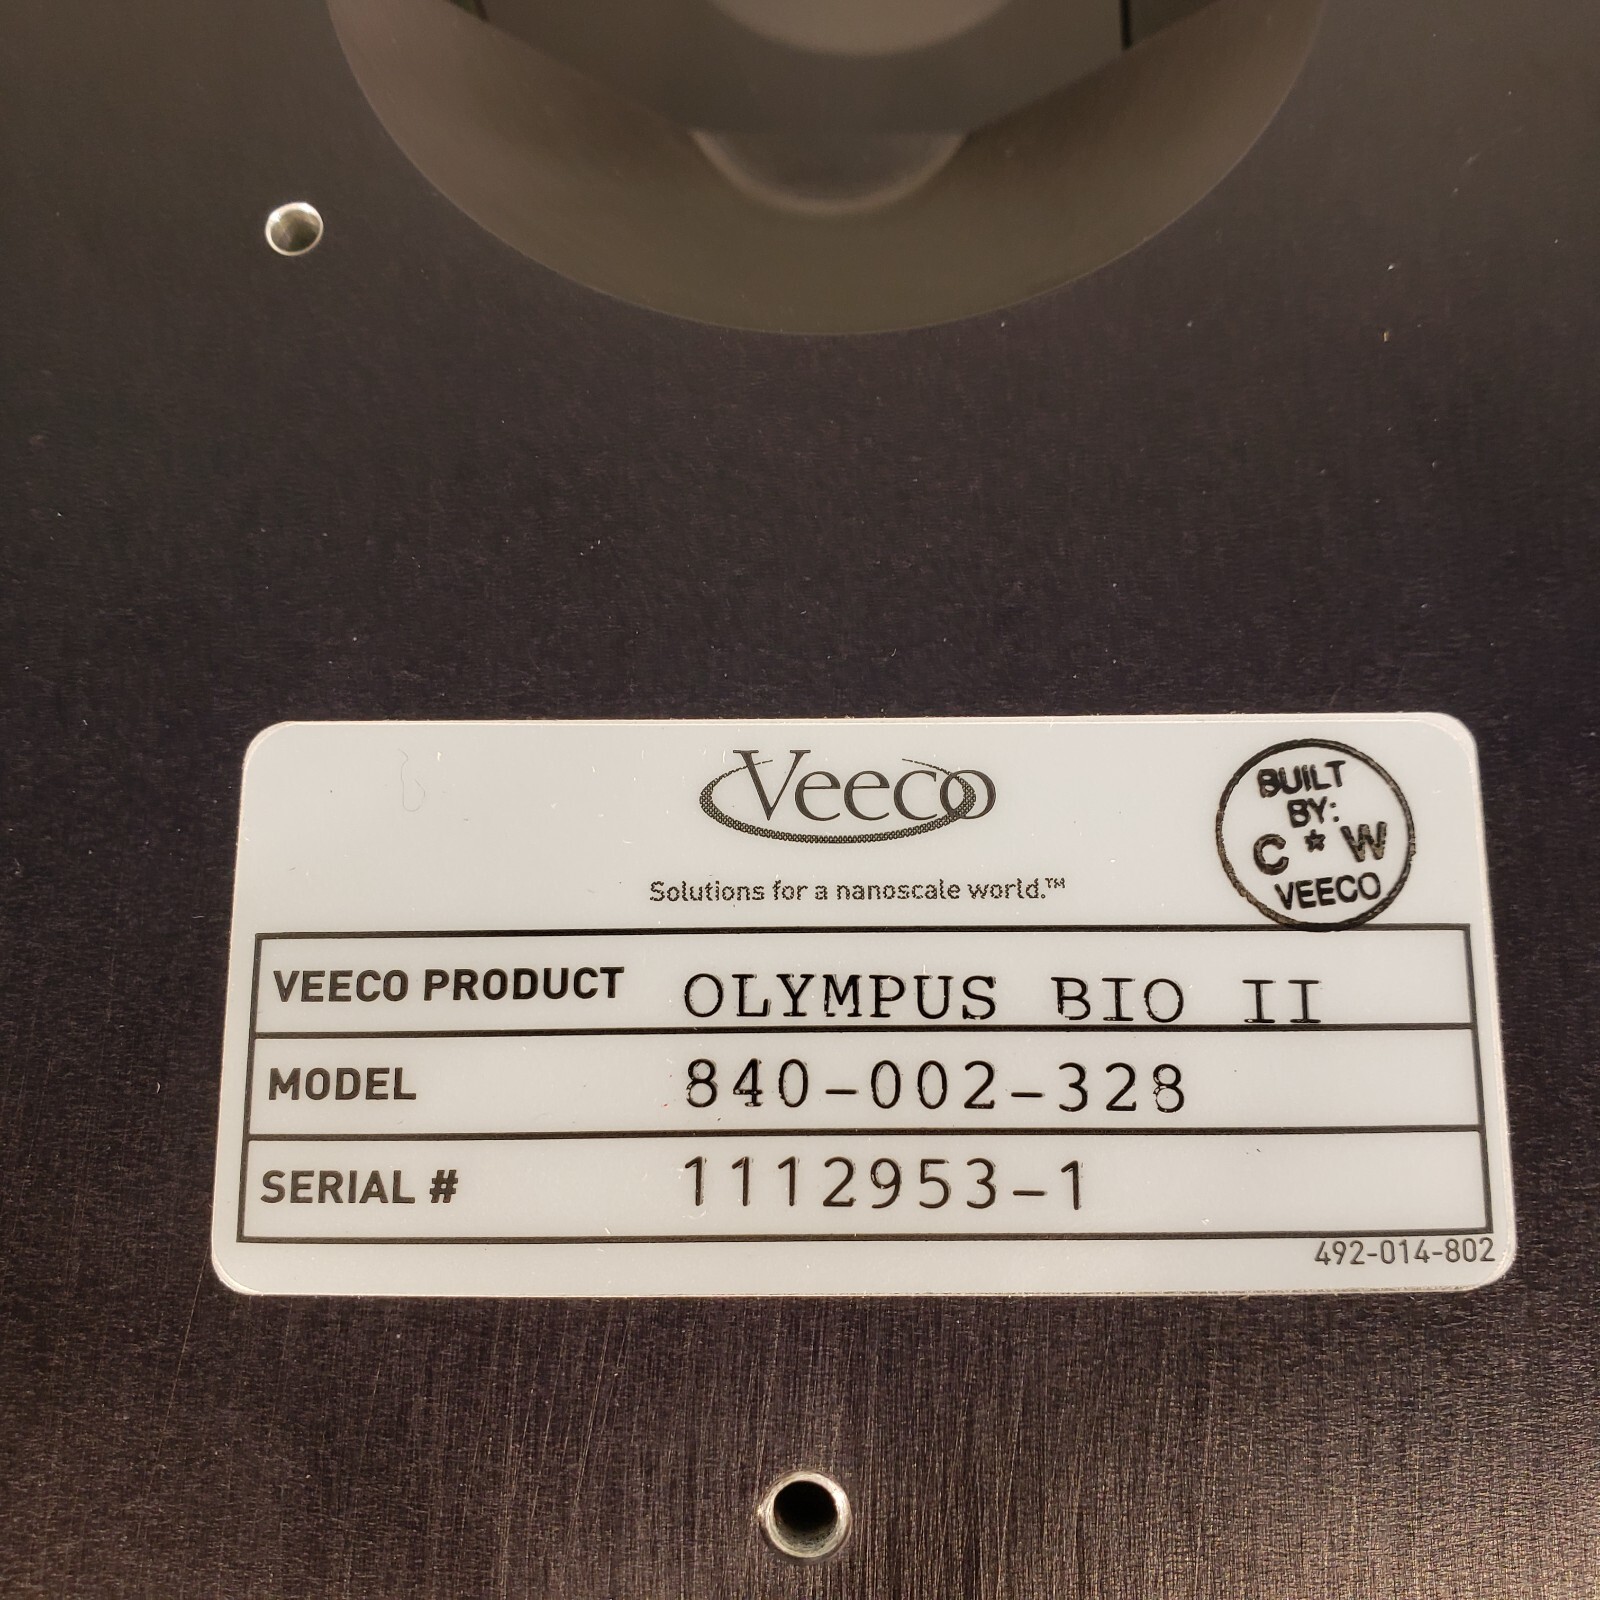 Veeco
Solutions for a nanoscale world.™
BUILT
BY:
C * W
VEECO
VEECO PRODUCT OLYMPUS BIO II
MODEL 840-002-328
SERIAL # 1112953-1
492-014-802